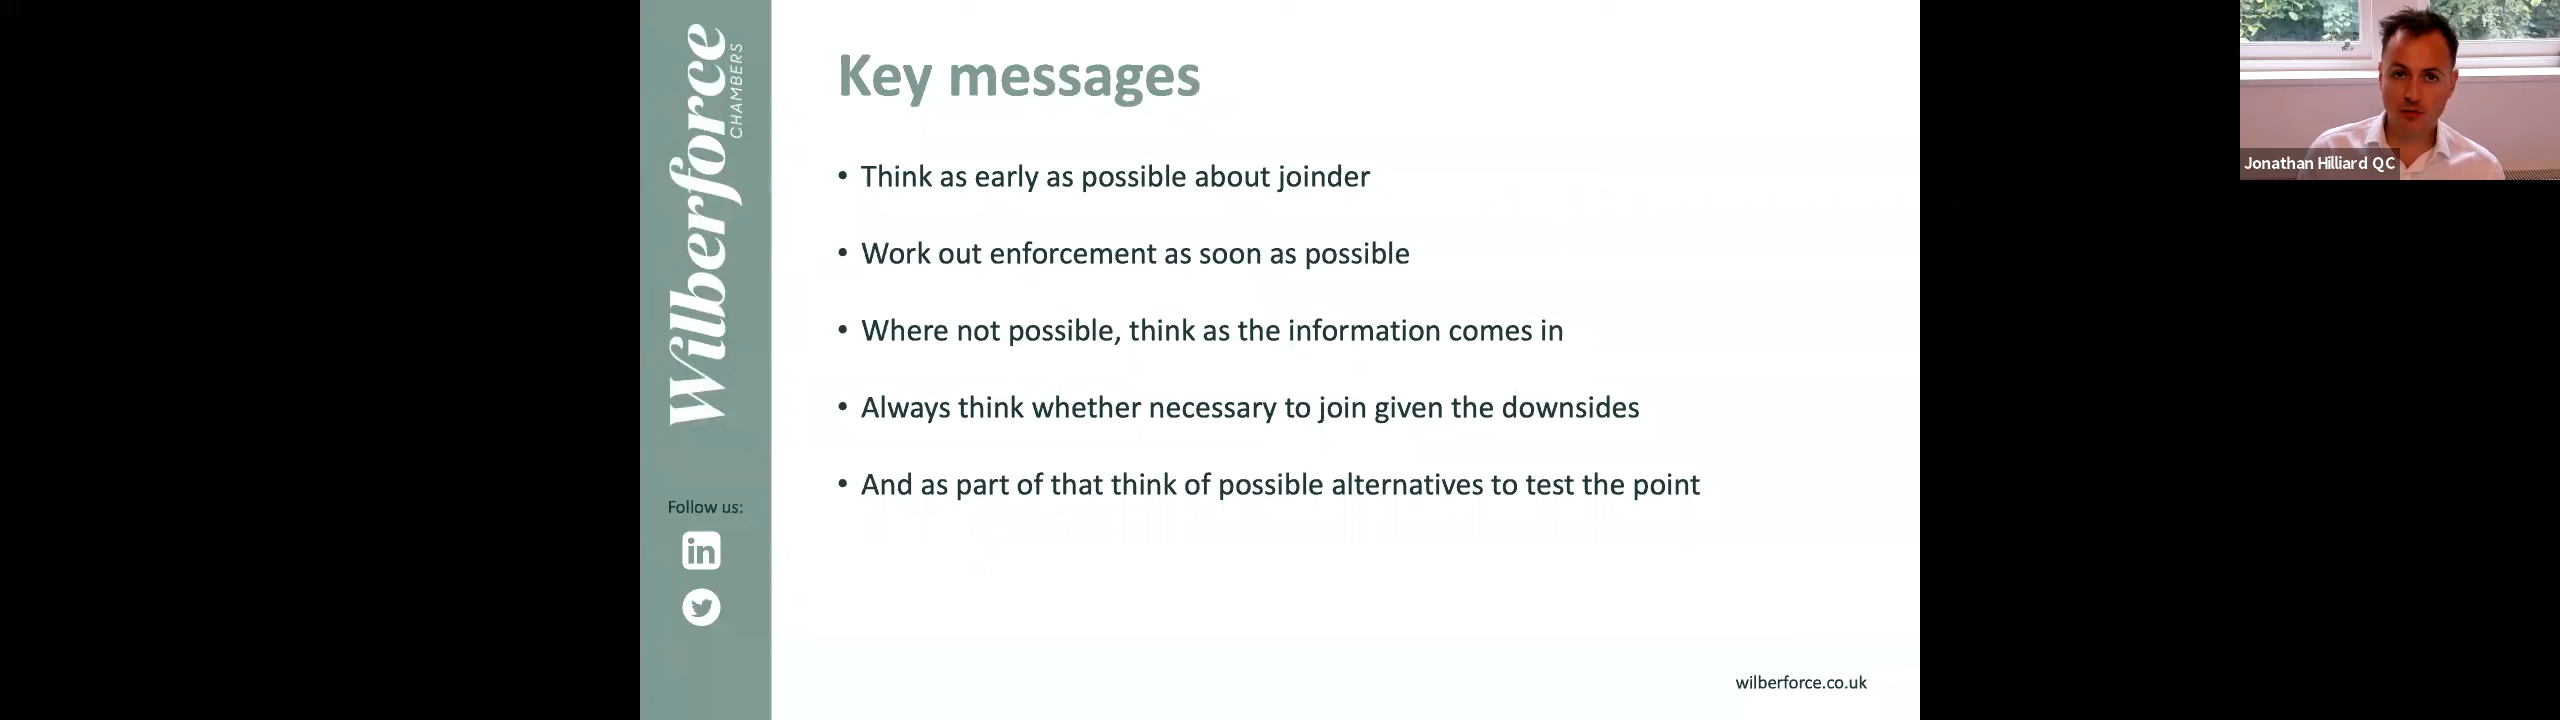 Wilberforce
CHAMBERS
Key messages
• Think as early as possible about joinder
• Work out enforcement as soon as possible
• Where not possible, think as the information comes in
• Always think whether necessary to join given the downsides
• And as part of that think of possible alternatives to test the point
Follow us:
in
wilberforce.co.uk
Jonathan Hilliard QC